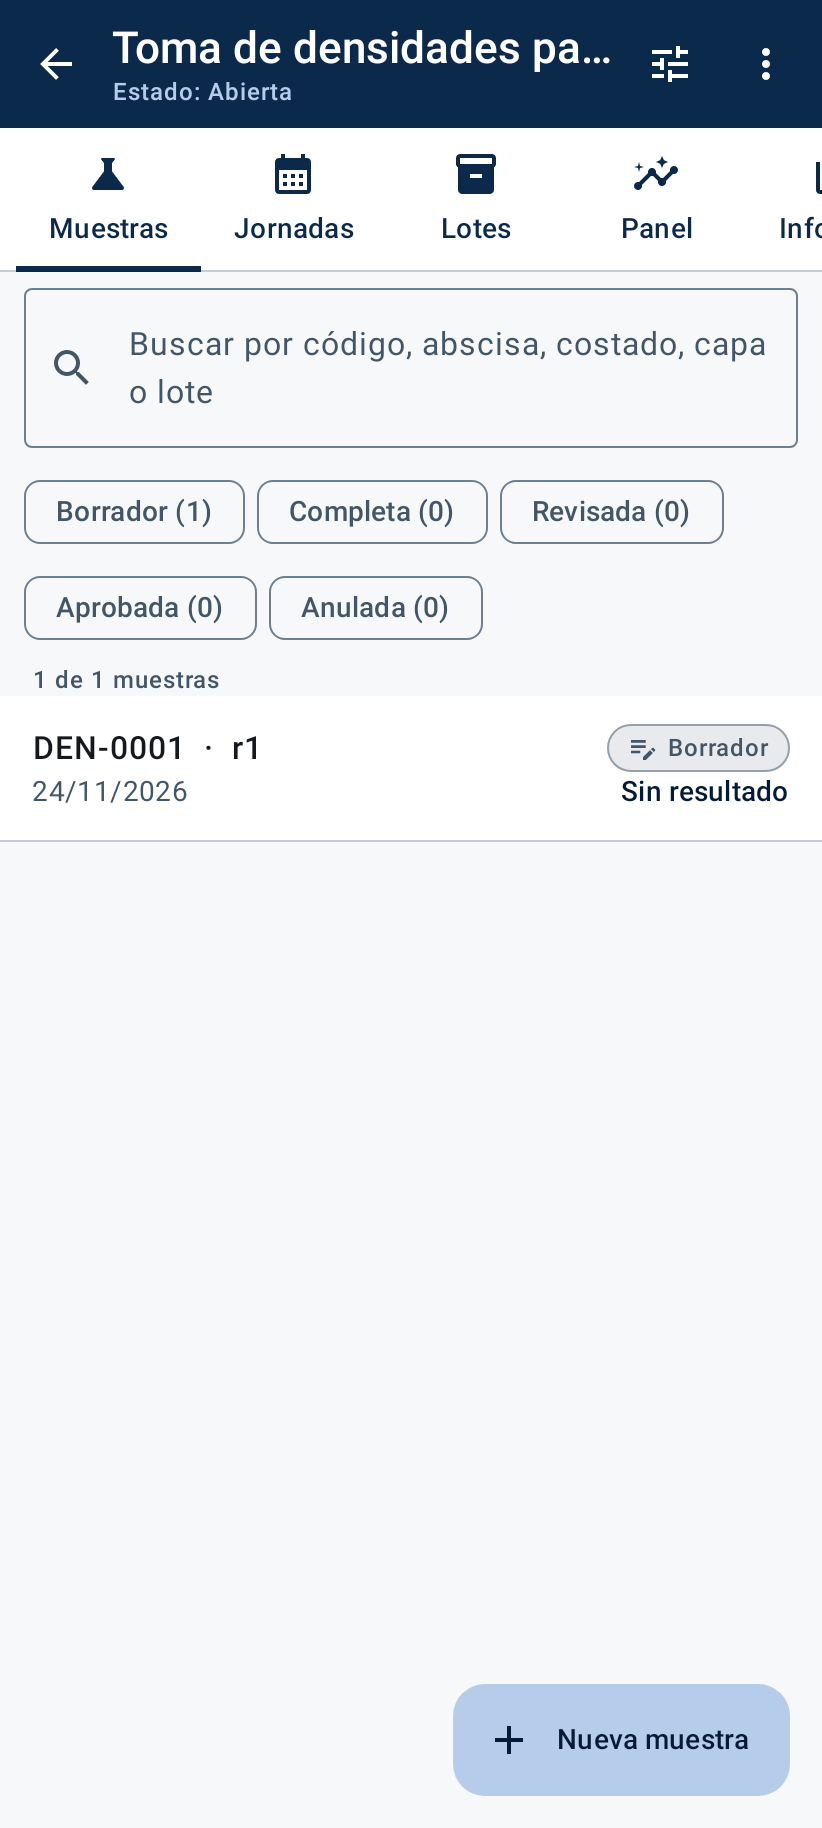 Toma de densidades pa...
Estado: Abierta
Muestras
Jornadas
Lotes
Panel
Info
Buscar por código, abscisa, costado, capa
o lote
Borrador (1)
Completa (0)
Revisada (0)
Aprobada (0)
Anulada (0)
1 de 1 muestras
DEN-0001 · r1
Borrador
24/11/2026
Sin resultado
Nueva muestra